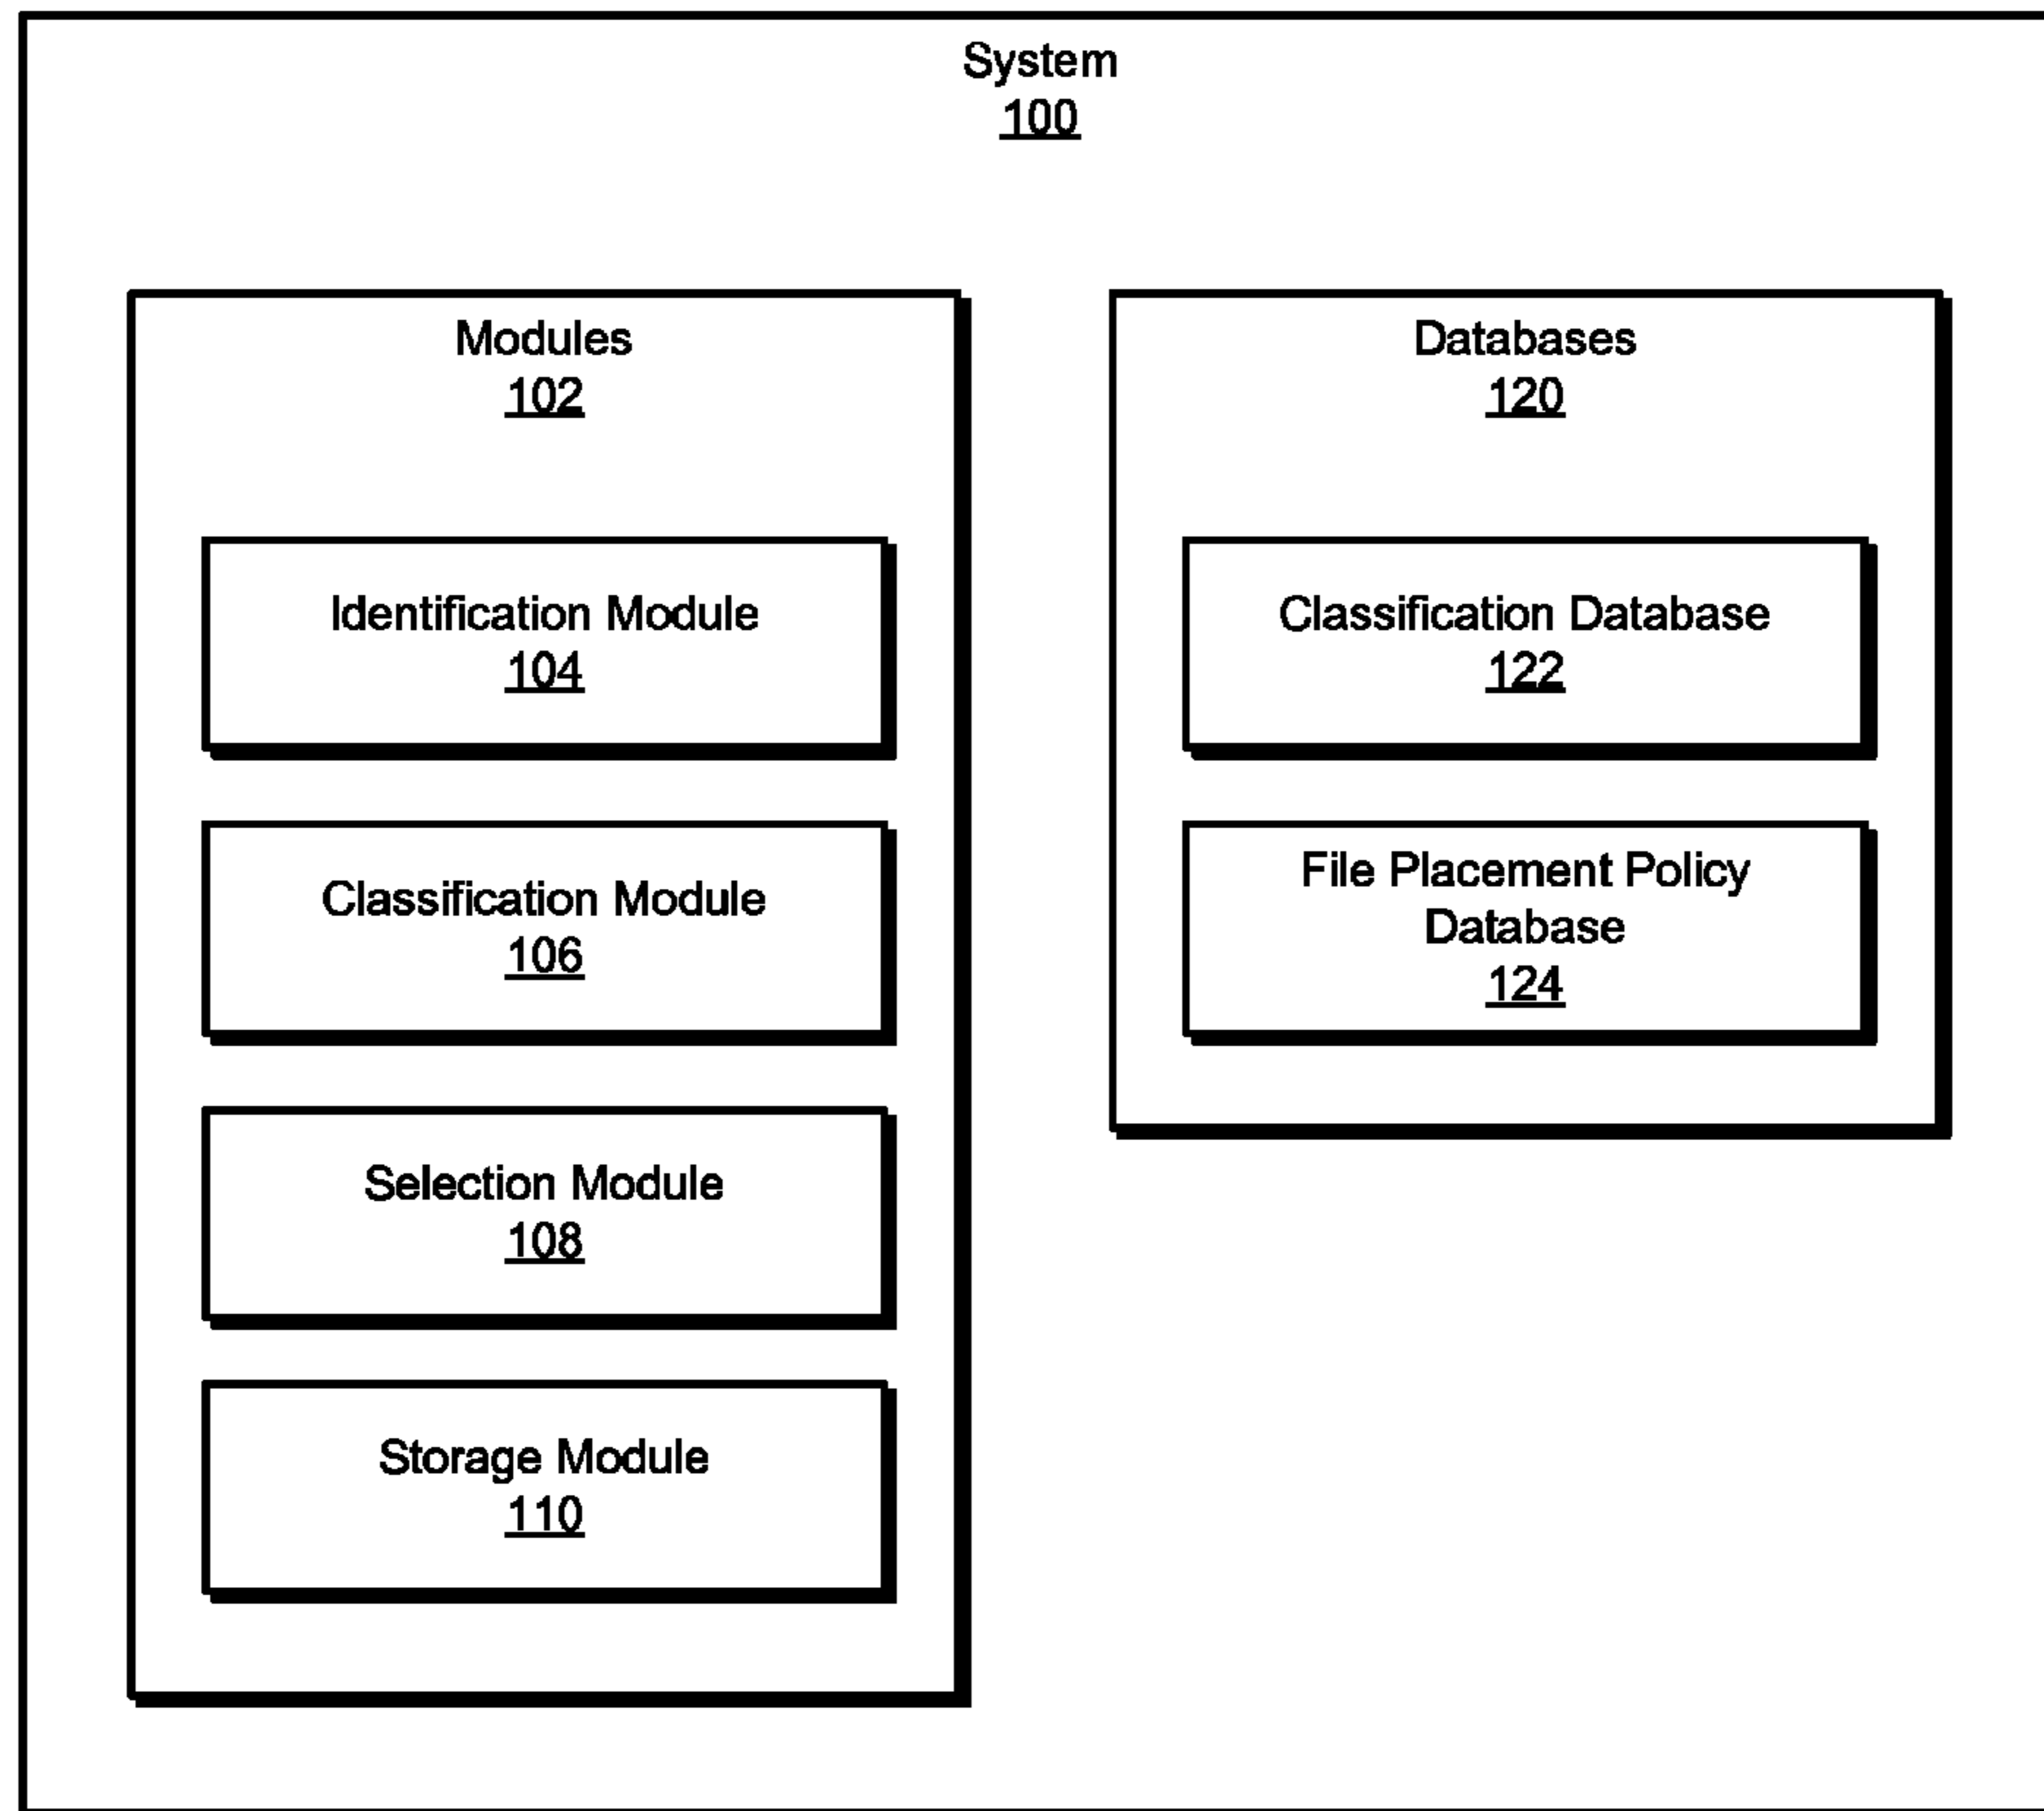 System
100
Modules
102
Identification Module
104
Classification Module
106
Selection Module
108
Storage Module
110
Databases
120
Classification Database
122
File Placement Policy
Database
124